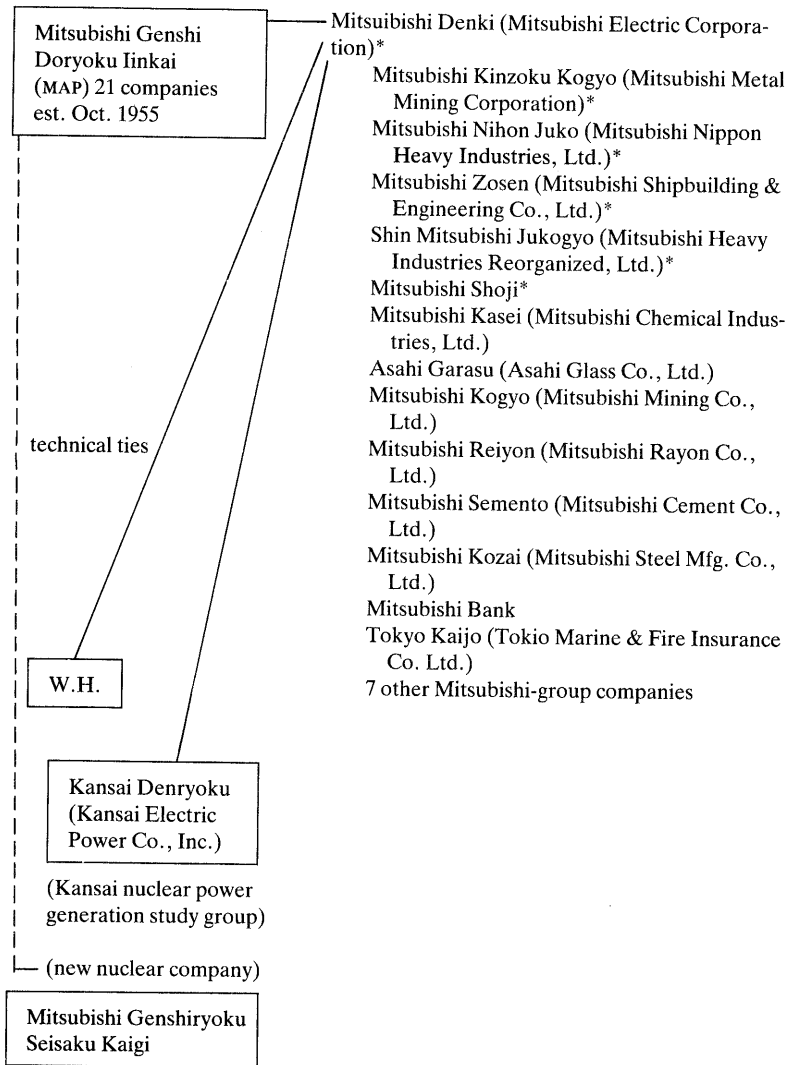 Mitsubishi Genshi
Doryoku Iinkai
(MAP) 21 companies
est. Oct. 1955
Mitsuibishi Denki (Mitsubishi Electric Corpora-
tion)*
Mitsubishi Kinzoku Kogyo (Mitsubishi Metal
Mining Corporation)*
Mitsubishi Nihon Juko (Mitsubishi Nippon
Heavy Industries, Ltd.)*
Mitsubishi Zosen (Mitsubishi Shipbuilding &
Engineering Co., Ltd.)*
Shin Mitsubishi Jukogyo (Mitsubishi Heavy
Industries Reorganized, Ltd.)*
Mitsubishi Shoji*
Mitsubishi Kasei (Mitsubishi Chemical Indus-
tries, Ltd.)
Asahi Garasu (Asahi Glass Co., Ltd.)
Mitsubishi Kogyo (Mitsubishi Mining Co.,
Ltd.)
Mitsubishi Reiyon (Mitsubishi Rayon Co.,
Ltd.)
Mitsubishi Semento (Mitsubishi Cement Co.,
Ltd.)
Mitsubishi Kozai (Mitsubishi Steel Mfg. Co.,
Ltd.)
Mitsubishi Bank
Tokyo Kaijo (Tokio Marine & Fire Insurance
Co. Ltd.)
7 other Mitsubishi-group companies
technical ties
W.H.
Kansai Denryoku
(Kansai Electric
Power Co., Inc.)
(Kansai nuclear power
generation study group)
(new nuclear company)
Mitsubishi Genshiryoku
Seisaku Kaigi